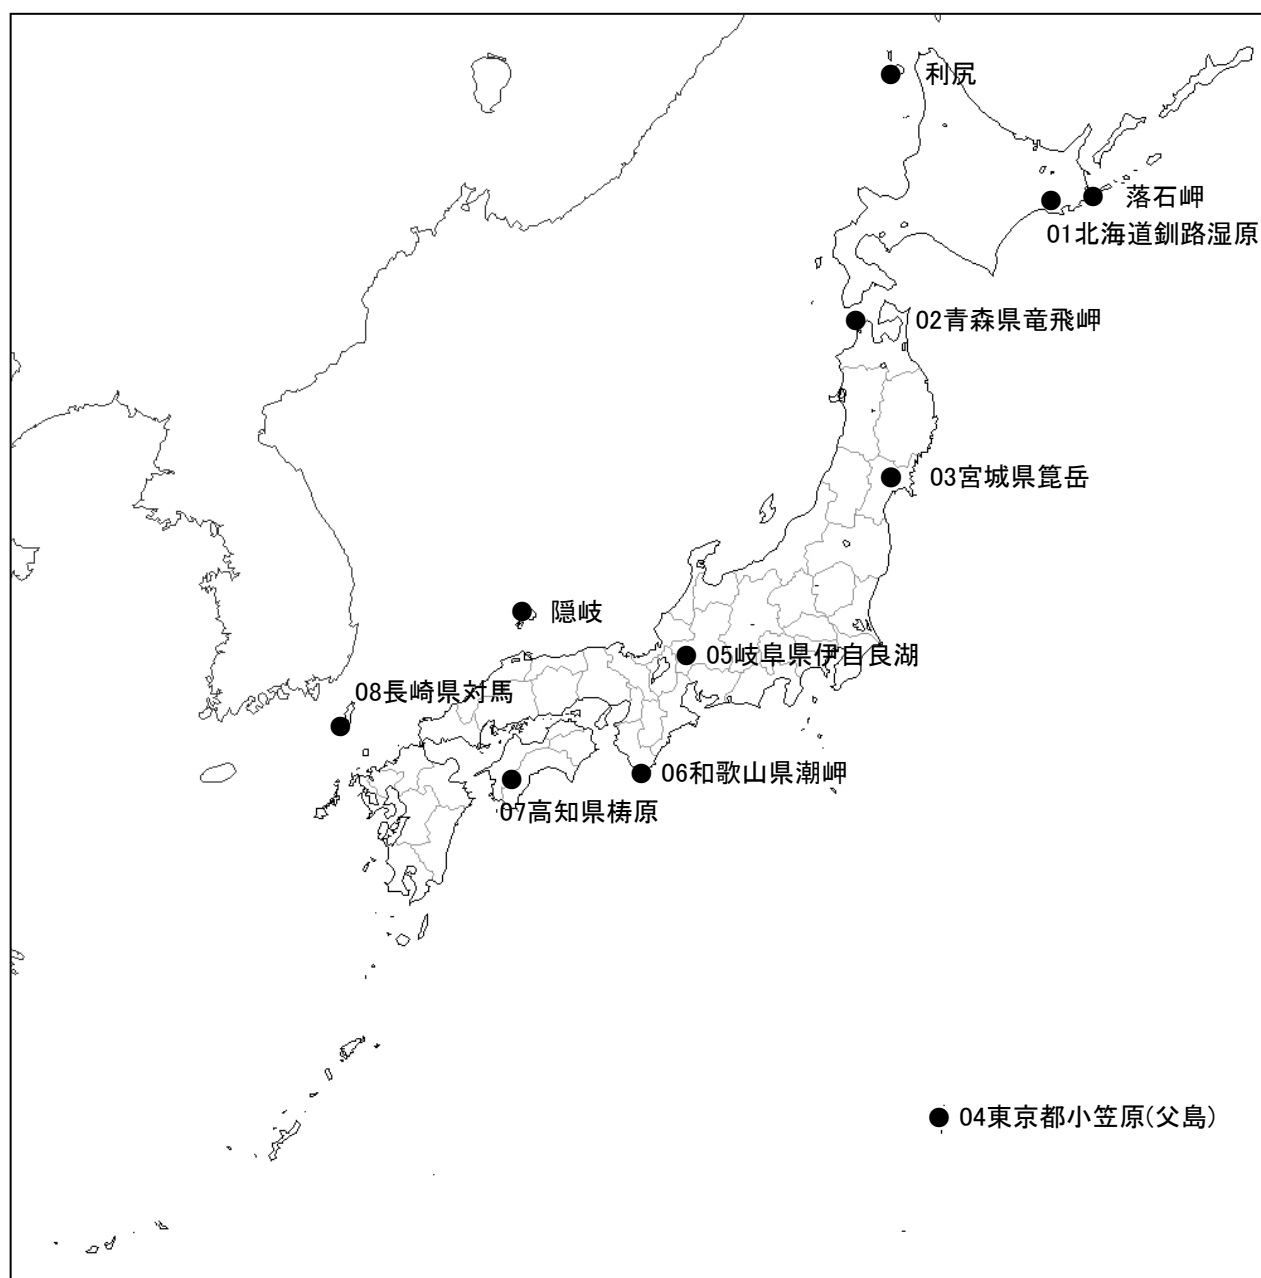 利尻
落石岬
01北海道釧路湿原
02青森県竜飛岬
03宮城県箟岳
隠岐
05岐阜県伊自良湖
08長崎県対馬
06和歌山県潮岬
07高知県梼原
04東京都小笠原(父島)